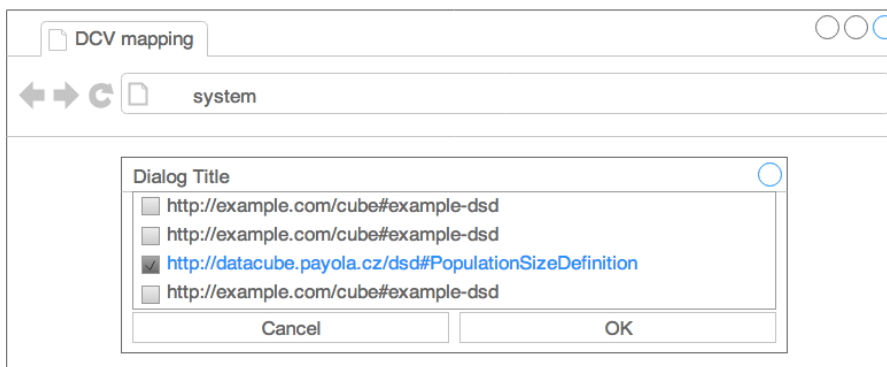 DCV mapping
system
Dialog Title
http://example.com/cube#example-dsd
http://example.com/cube#example-dsd
http://datacube.payola.cz/dsd#PopulationSizeDefinition
http://example.com/cube#example-dsd
Cancel OK